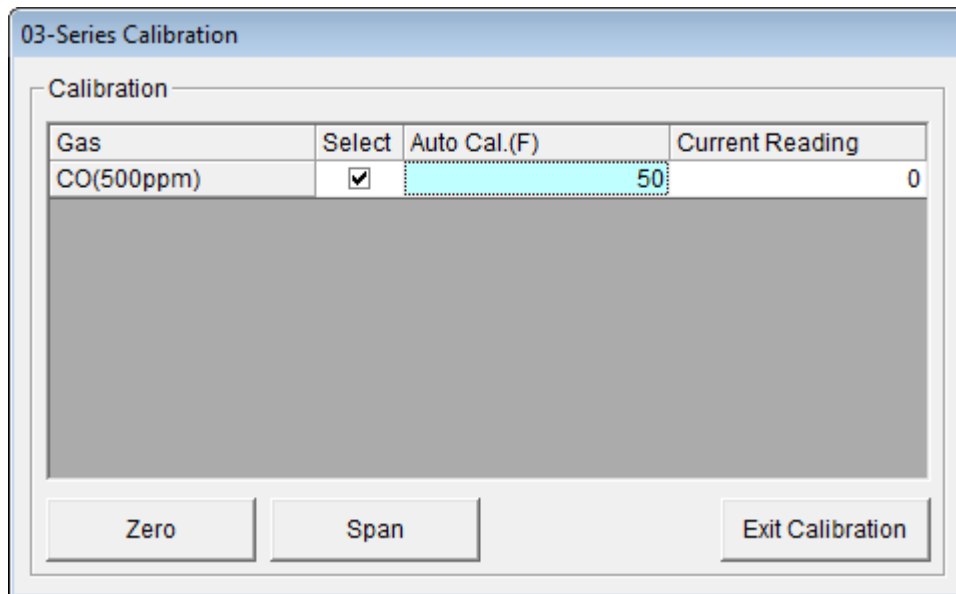 03-Series Calibration
Calibration
Gas Select Auto Cal.(F) Current Reading
CO(500ppm) 50 0
Zero Span Exit Calibration